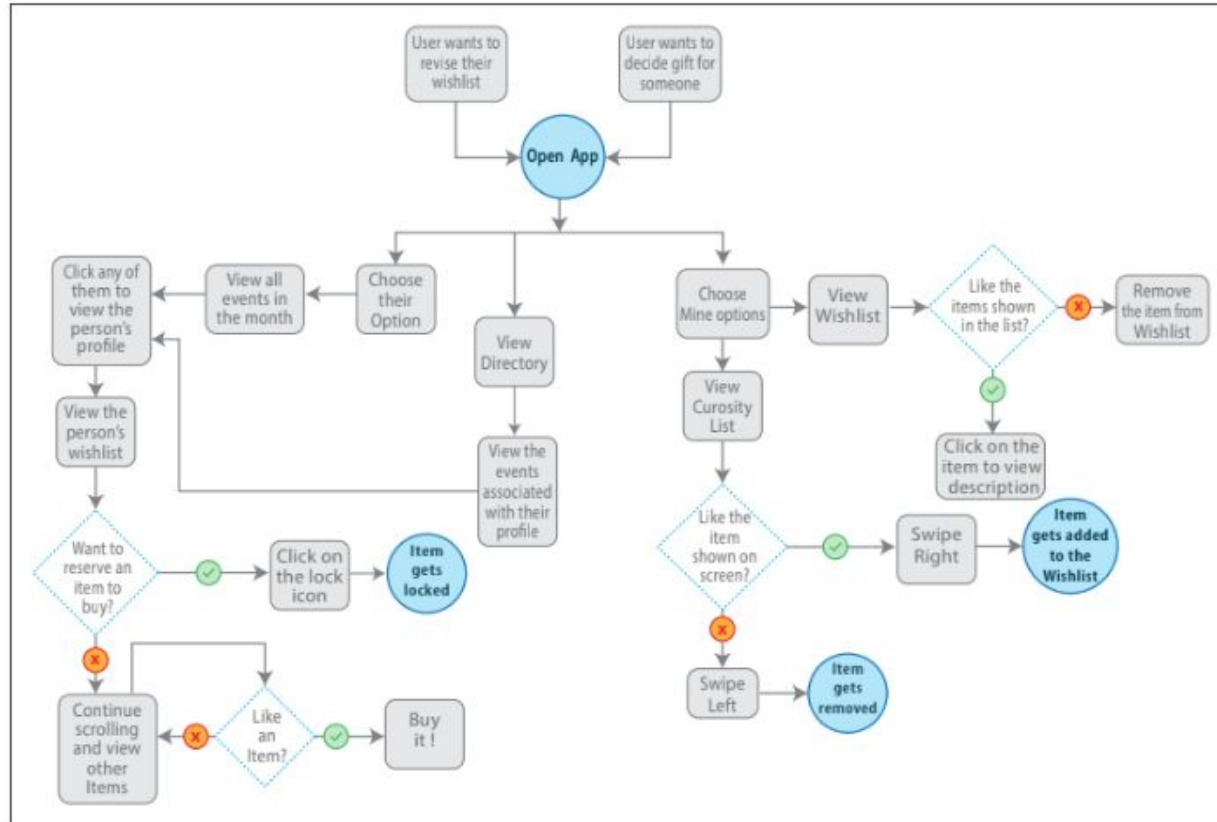 User wants to
revise their
wishlist
User wants to
decide gift for
someone
Open App
Click any of
them to
view the
person's
profile
View all
events in
the month
Choose
their
Option
View
Directory
Choose
Mine options
View
Wishlist
Like the
items shown
in the list?
x
Remove
the item from
Wishlist
View the
person's
wishlist
View the
events
associated
with their
profile
View
Curosity
List
Click on the
item to view
description
Want to
reserve an
item to
buy?
Click on
the lock
icon
Item
gets
locked
Like the
item
shown on
screen?
Swipe
Right
Item
gets added
to the
Wishlist
x
x
Swipe
Left
Item
gets
removed
Continue
scrolling
and view
other
Items
x
Like
an
Item?
Buy
it !